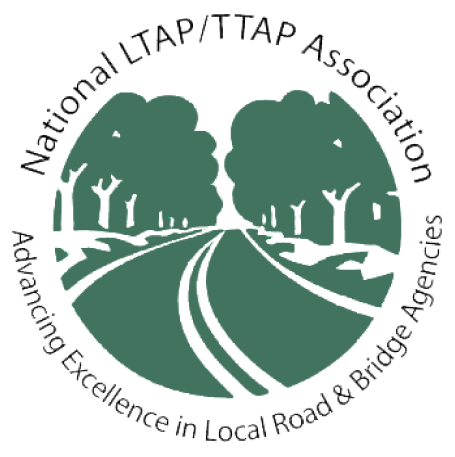 National LTAP/TTAP Association
Advancing Excellence in Local Road & Bridge Agencies